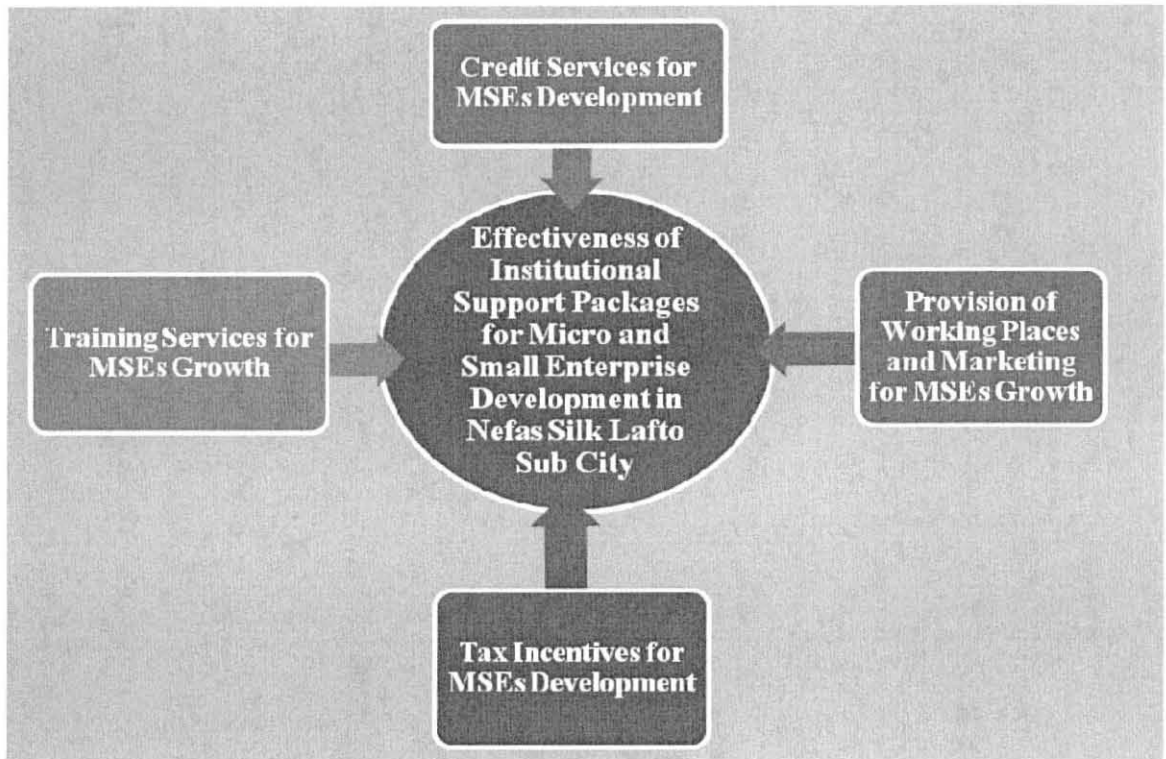 Credit Services for
MSEs Development
Effectiveness of
Institutional
Support Packages
for Micro and
Small Enterprise
Development in
Nefas Silk Lafto
Sub City
Training Services for
MSEs Growth
Provision of
Working Places
and Marketing
for MSEs Growth
Tax Incentives for
MSEs Development